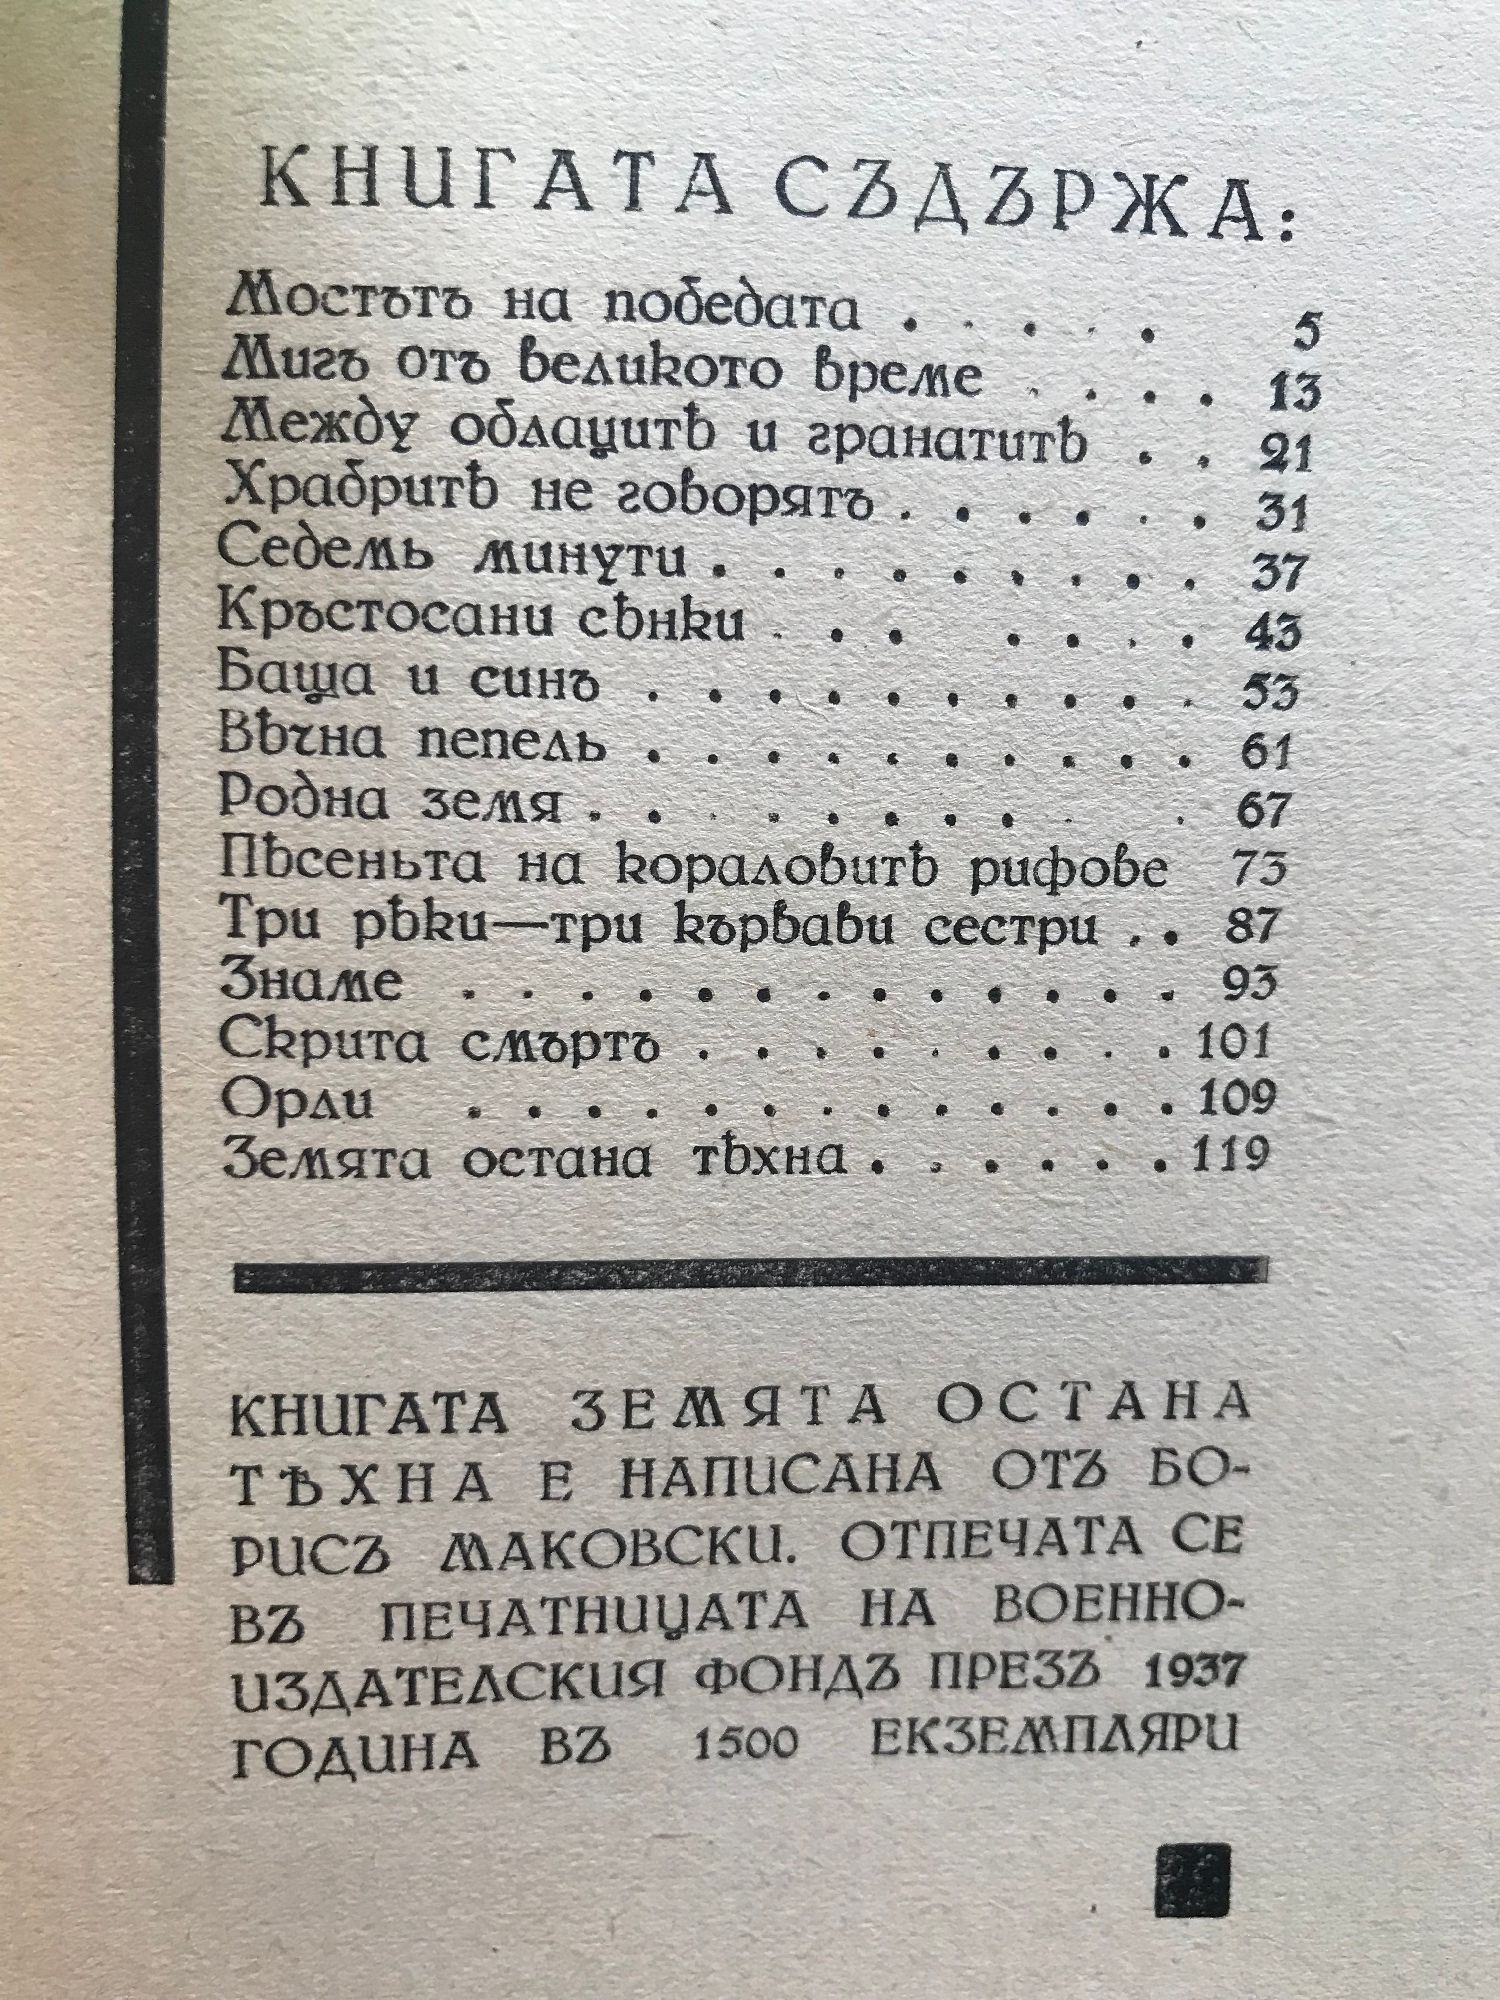 КНИГАТА СЪДЪРЖА:
Мостътъ на победата . . . . . 5
Мигъ отъ великото време . . . . 13
Между облацитѣ и гранатитѣ . . 21
Храбритѣ не говорятъ . . . . . . 31
Седемь минути . . . . . . . . . 37
Кръстосани сѣнки . . . . . . . 43
Баща и синъ . . . . . . . . . . 53
Вѣчна пепель . . . . . . . . . . 61
Родна земя . . . . . . . . . 67
Пѣсеньта на кораловитѣ рифове 73
Три рѣки—три кървави сестри . . 87
Знаме . . . . . . . . . . . . . 93
Скрита смърть . . . . . . . . . 101
Орли . . . . . . . . . . . . . 109
Земята остана тѣхна . . . . . . 119
КНИГАТА ЗЕМЯТА ОСТАНА
ТѢХНА Е НАПИСАНА ОТЪ БО-
РИСЪ МАКОВСКИ. ОТПЕЧАТА СЕ
ВЪ ПЕЧАТНИЦАТА НА ВОЕННО-
ИЗДАТЕЛСКИЯ ФОНДЪ ПРЕЗЪ 1937
ГОДИНА ВЪ 1500 ЕКЗЕМПЛЯРИ